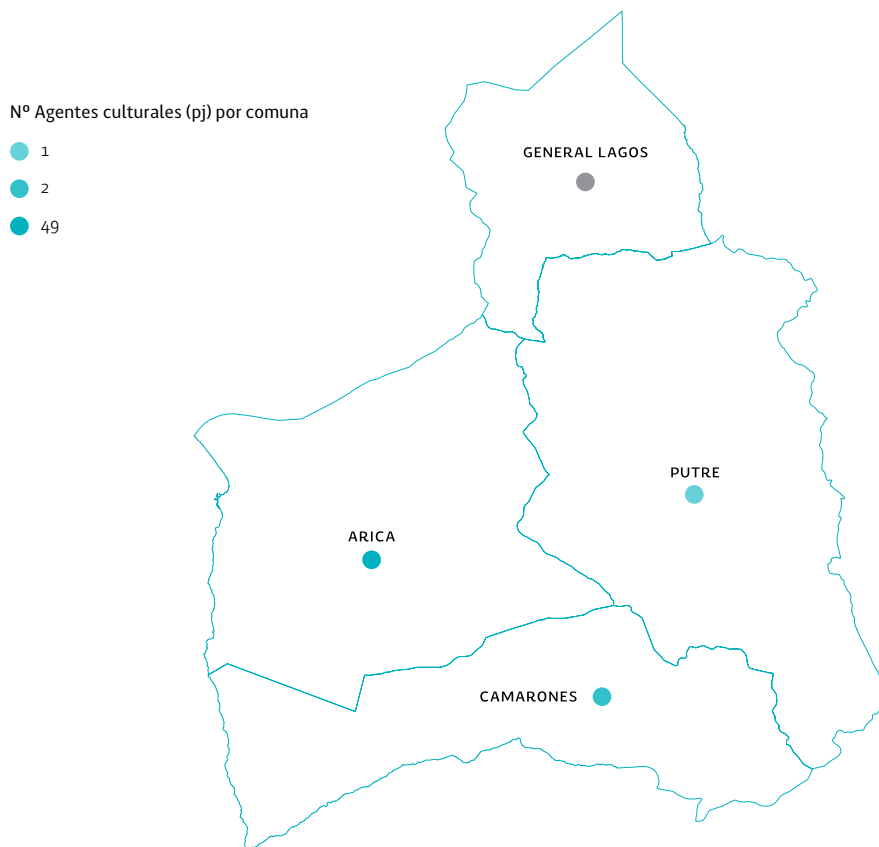 Nº Agentes culturales (pj) por comuna
1
2
49
GENERAL LAGOS
PUTRE
ARICA
CAMARONES